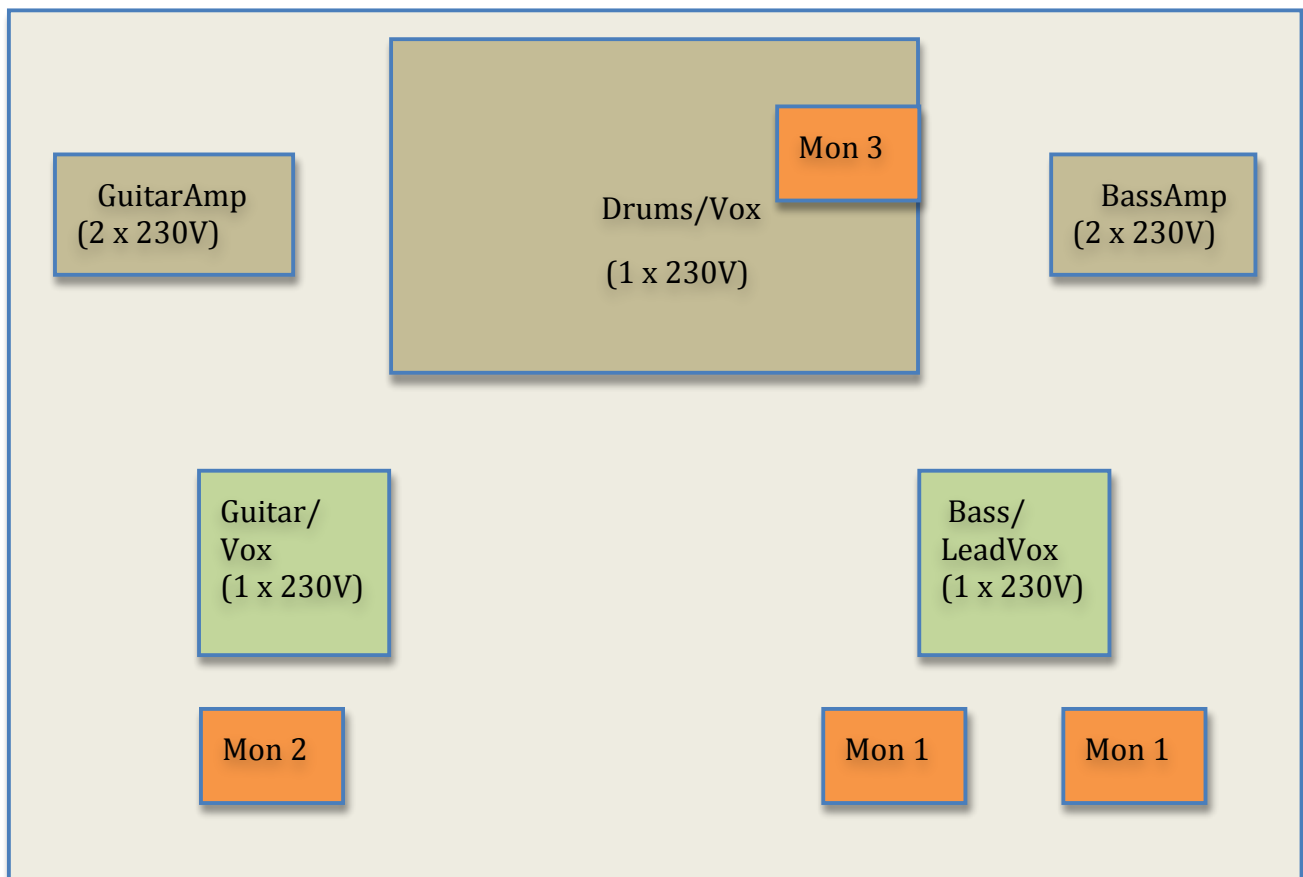 Mon 3
GuitarAmp
(2 x 230V)
Drums/Vox
(1 x 230V)
BassAmp
(2 x 230V)
Guitar/
Vox
(1 x 230V)
Bass/
LeadVox
(1 x 230V)
Mon 2
Mon 1
Mon 1